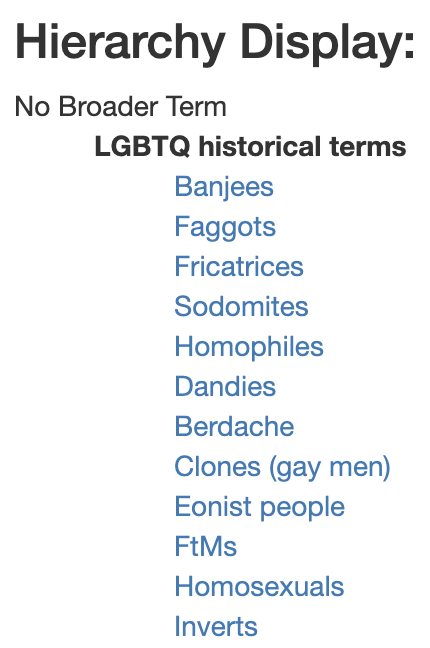 Hierarchy Display:
No Broader Term
LGBTQ historical terms
Banjees
Faggots
Fricatrices
Sodomites
Homophiles
Dandies
Berdache
Clones (gay men)
Eonist people
FtMs
Homosexuals
Inverts